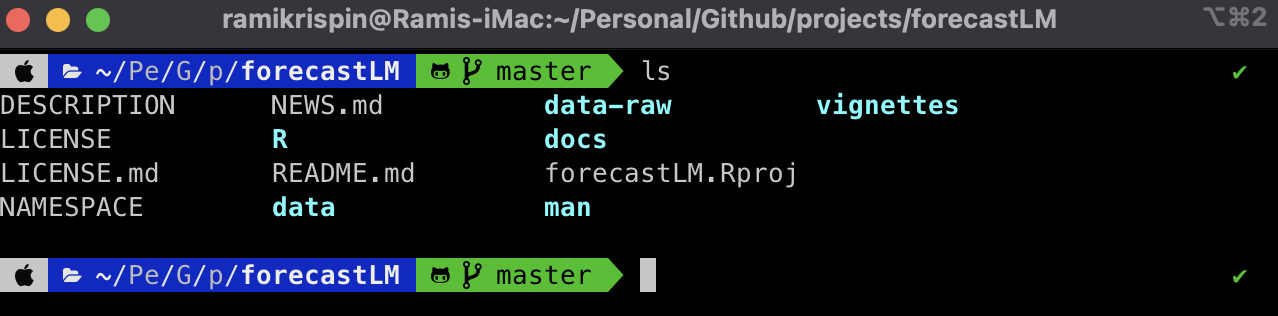 ramikrispin@Ramis-iMac:~/Personal/Github/projects/forecastLM ⌥⌘2
~/Pe/G/p/forecastLM master ls ✔
DESCRIPTION NEWS.md data-raw vignettes
LICENSE R docs
LICENSE.md README.md forecastLM.Rproj
NAMESPACE data man
~/Pe/G/p/forecastLM master ✔